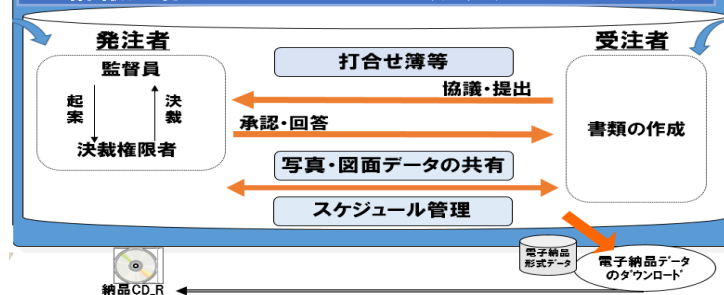 発注者
受注者
監督員
打合せ簿等
協議・提出
起案
決裁
承認・回答
書類の作成
決裁権限者
写真・図面データの共有
スケジュール管理
電子納品
形式データ
電子納品データ
のダウンロード
納品CD_R